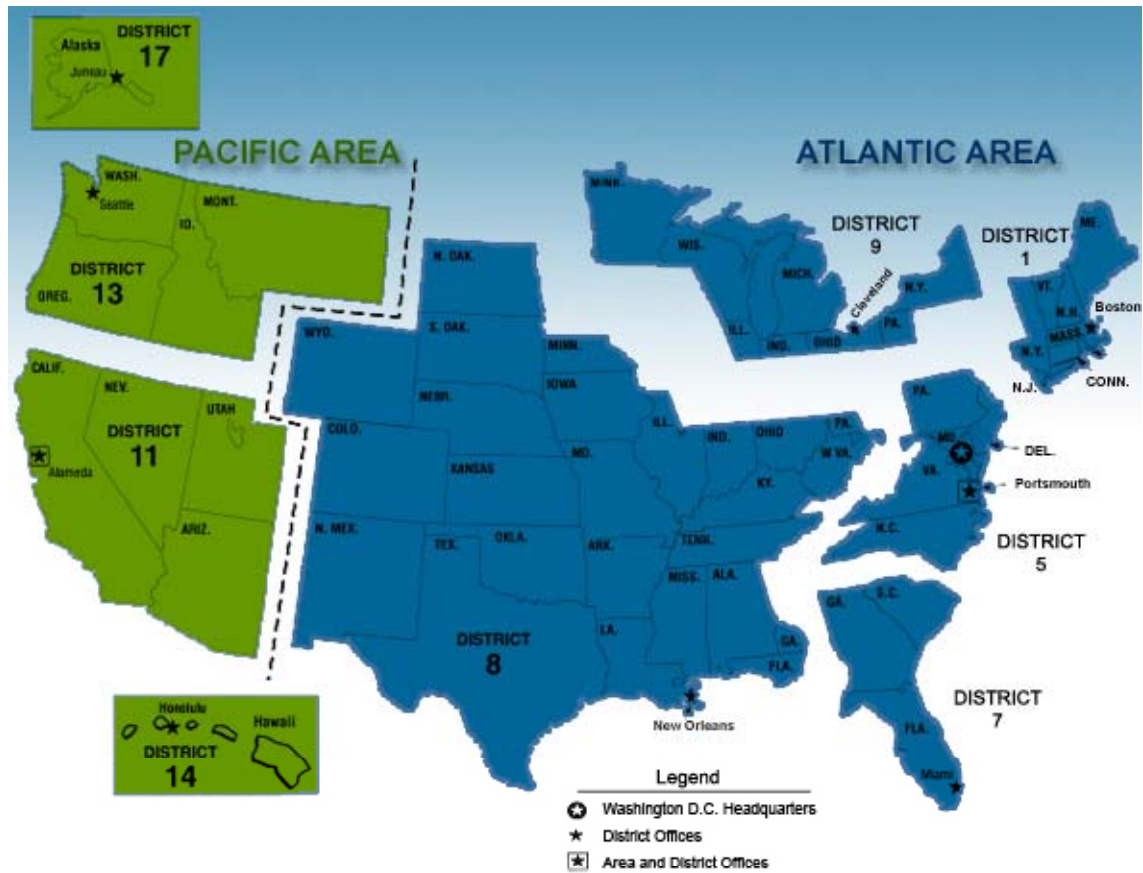 DISTRICT
17
Alaska
Juneau
PACIFIC AREA
ATLANTIC AREA
WASH.
Seattle
MONT.
ID.
DISTRICT
13
OREG.
MINN.
WIS.
MICH.
DISTRICT
9
Cleveland
N.Y.
ILL.
IND.
OHIO
PA.
DISTRICT
1
ME.
VT.
N.H.
Boston
MASS.
N.Y.
CONN.
N.J.
N. DAK.
WYO.
S. DAK.
MINN.
CALIF.
NEV.
UTAH
DISTRICT
11
Alameda
ARIZ.
NEBR.
IOWA
COLO.
ILL.
IND.
OHIO
PA.
W VA.
KANSAS
MO.
KY.
N. MEX.
TEX.
OKLA.
ARK.
TENN.
MISS.
ALA.
LA.
GA.
FLA.
DISTRICT
8
New Orleans
PA.
MD.
DEL.
VA.
Portsmouth
N.C.
DISTRICT
5
GA.
S.C.
DISTRICT
7
FLA.
Miami
Honolulu
Hawaii
DISTRICT
14
Legend
Washington D.C. Headquarters
District Offices
Area and District Offices